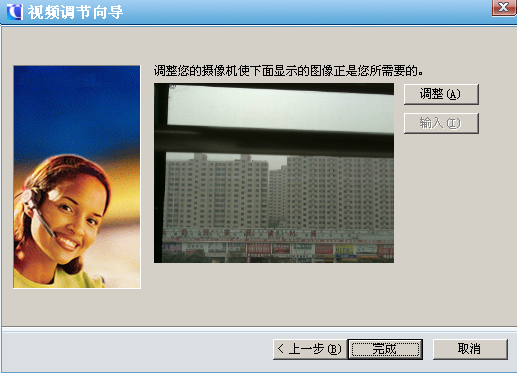 视频调节向导
调整您的摄像机使下面显示的图像正是您所需要的。
调整(A)
输入(I)
< 上一步(B)
完成
取消